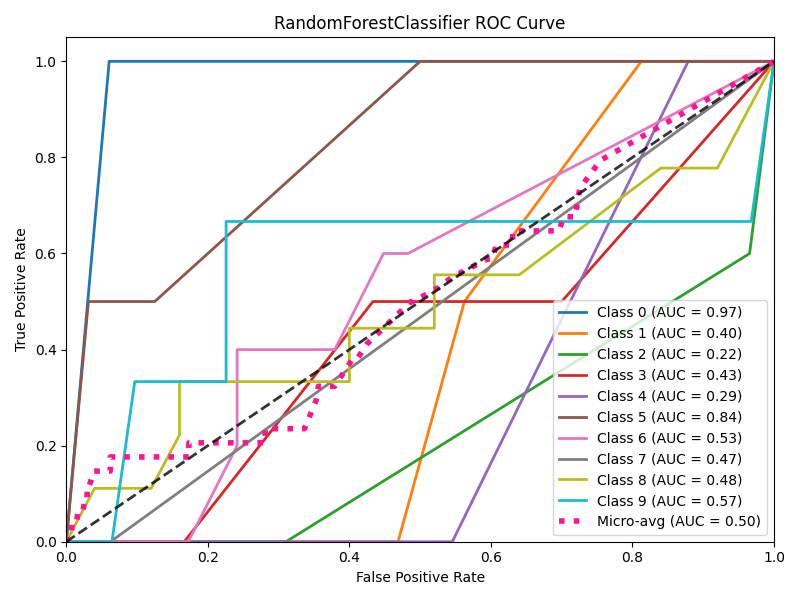 RandomForestClassifier ROC Curve
True Positive Rate
1.0
0.8
0.6
0.4
0.2
0.0
0.0 0.2 0.4 0.6 0.8 1.0
False Positive Rate
Class 0 (AUC = 0.97)
Class 1 (AUC = 0.40)
Class 2 (AUC = 0.22)
Class 3 (AUC = 0.43)
Class 4 (AUC = 0.29)
Class 5 (AUC = 0.84)
Class 6 (AUC = 0.53)
Class 7 (AUC = 0.47)
Class 8 (AUC = 0.48)
Class 9 (AUC = 0.57)
Micro-avg (AUC = 0.50)